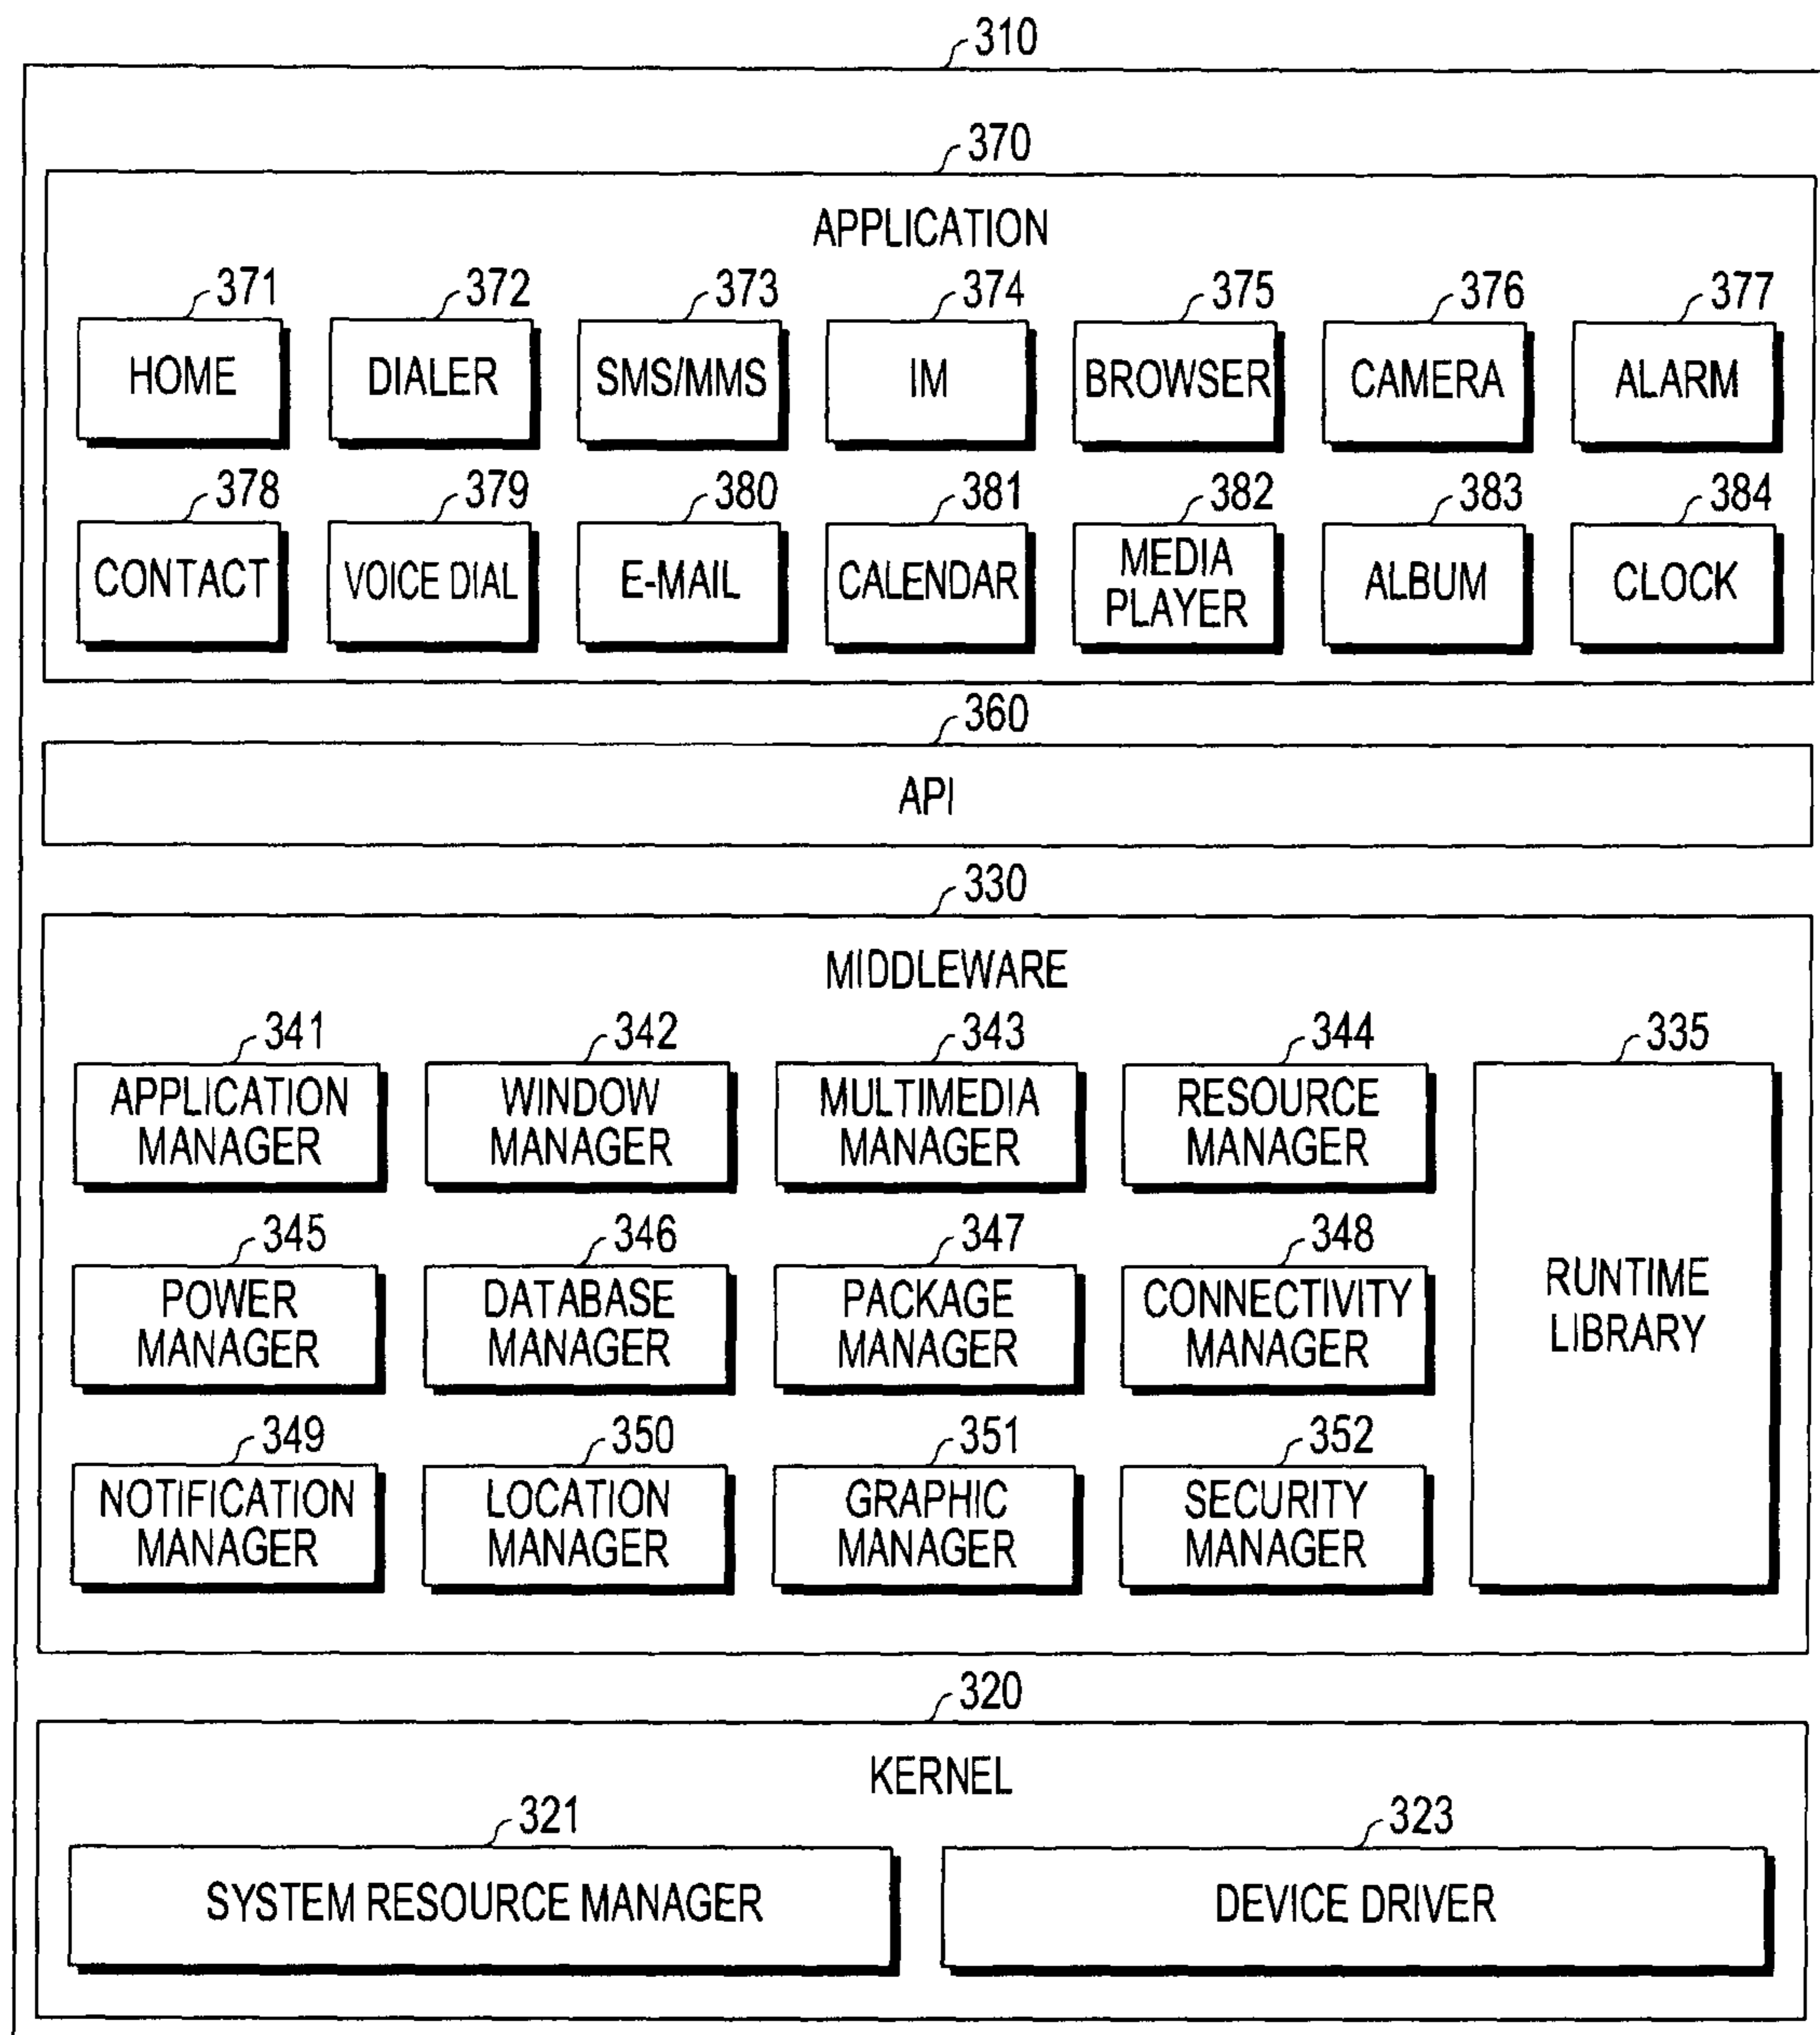 310
370
APPLICATION
371 372 373 374 375 376 377
HOME DIALER SMS/MMS IM BROWSER CAMERA ALARM
378 379 380 381 382 383 384
CONTACT VOICE DIAL E-MAIL CALENDAR MEDIA PLAYER ALBUM CLOCK
360
API
330
MIDDLEWARE
341 342 343 344 335
APPLICATION MANAGER WINDOW MANAGER MULTIMEDIA MANAGER RESOURCE MANAGER
345 346 347 348
POWER MANAGER DATABASE MANAGER PACKAGE MANAGER CONNECTIVITY MANAGER RUNTIME LIBRARY
349 350 351 352
NOTIFICATION MANAGER LOCATION MANAGER GRAPHIC MANAGER SECURITY MANAGER
320
KERNEL
321 323
SYSTEM RESOURCE MANAGER DEVICE DRIVER